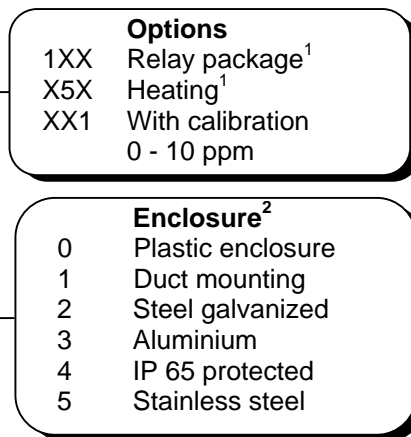 Options
1XX Relay package1
X5X Heating1
XX1 With calibration
0 - 10 ppm
Enclosure2
0 Plastic enclosure
1 Duct mounting
2 Steel galvanized
3 Aluminium
4 IP 65 protected
5 Stainless steel